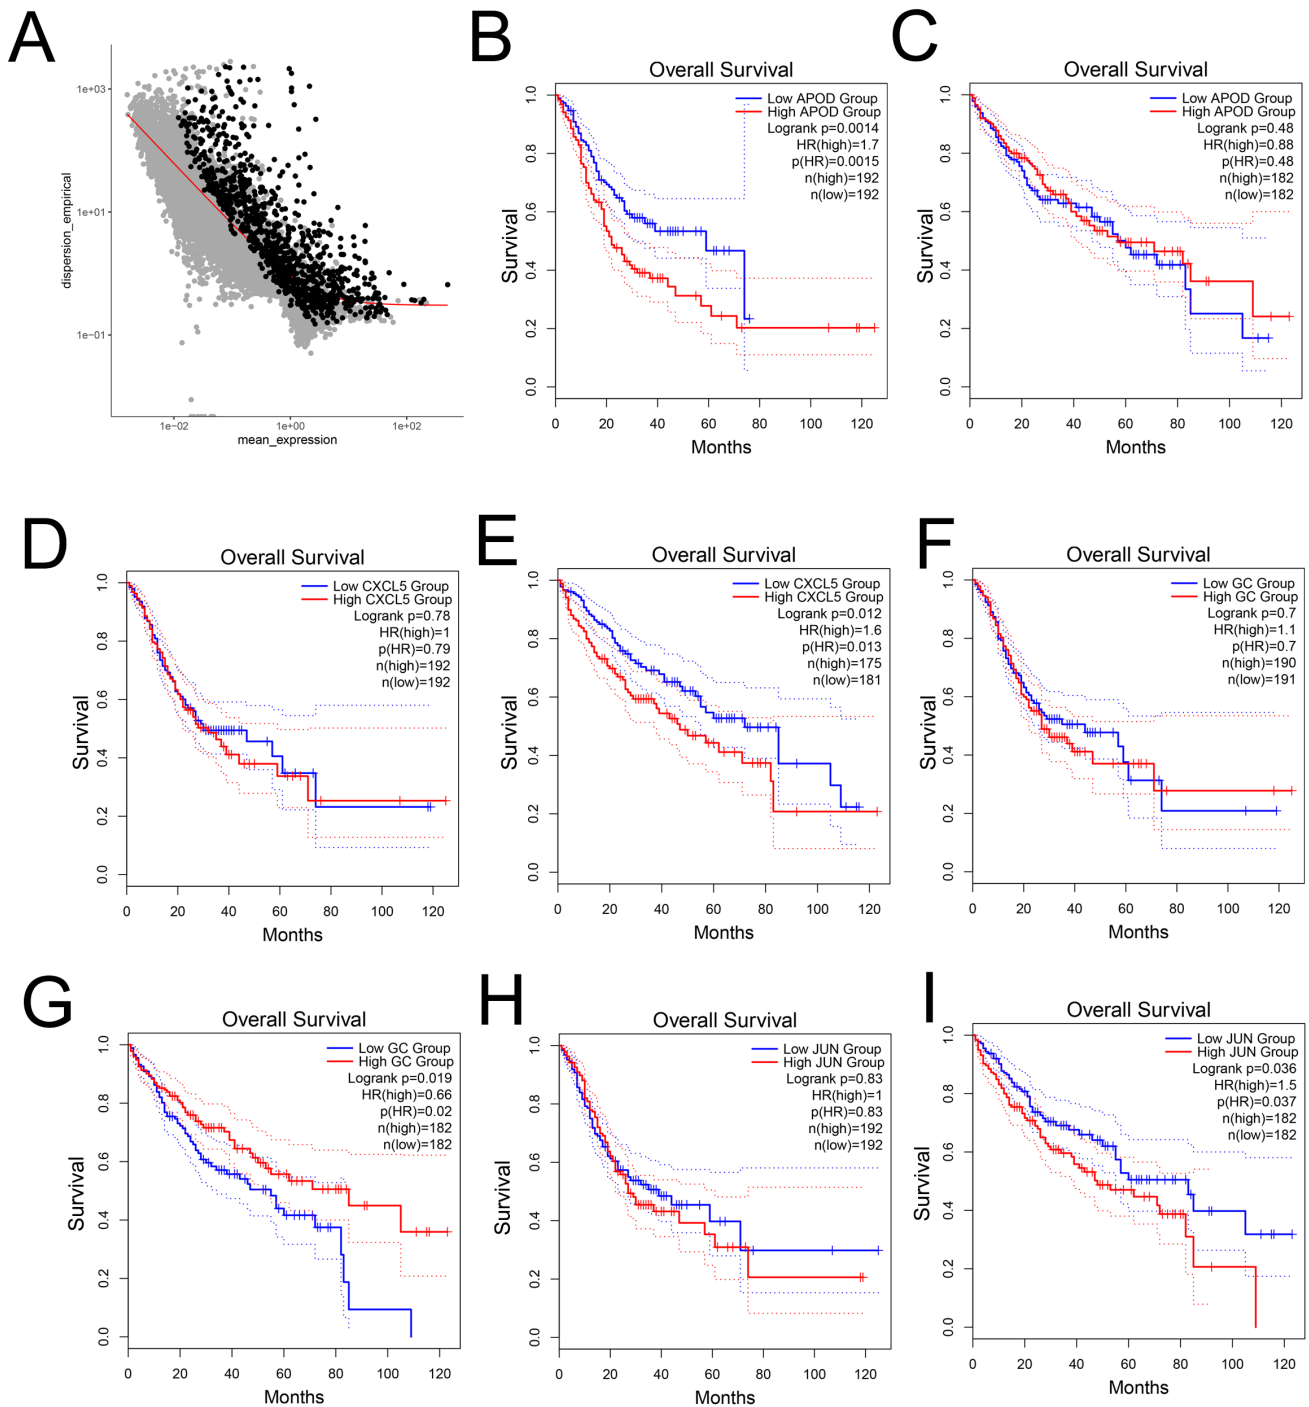 A
1e+03
1e+01
1e−01
dispersion_empirical
1e−02
1e+00
1e+02
mean_expression
B
Overall Survival
Low APOD Group
High APOD Group
Logrank p=0.0014
HR(high)=1.7
p(HR)=0.0015
n(high)=192
n(low)=192
Survival
0.0 0.2 0.4 0.6 0.8 1.0
0 20 40 60 80 100 120
Months
C
Overall Survival
Low APOD Group
High APOD Group
Logrank p=0.48
HR(high)=0.88
p(HR)=0.48
n(high)=182
n(low)=182
Survival
0.0 0.2 0.4 0.6 0.8 1.0
0 20 40 60 80 100 120
Months
D
Overall Survival
Low CXCL5 Group
High CXCL5 Group
Logrank p=0.78
HR(high)=1
p(HR)=0.79
n(high)=192
n(low)=192
Survival
0.0 0.2 0.4 0.6 0.8 1.0
0 20 40 60 80 100 120
Months
E
Overall Survival
Low CXCL5 Group
High CXCL5 Group
Logrank p=0.012
HR(high)=1.6
p(HR)=0.013
n(high)=175
n(low)=181
Survival
0.0 0.2 0.4 0.6 0.8 1.0
0 20 40 60 80 100 120
Months
F
Overall Survival
Low GC Group
High GC Group
Logrank p=0.7
HR(high)=1.1
p(HR)=0.7
n(high)=190
n(low)=191
Survival
0.0 0.2 0.4 0.6 0.8 1.0
0 20 40 60 80 100 120
Months
G
Overall Survival
Low GC Group
High GC Group
Logrank p=0.019
HR(high)=0.66
p(HR)=0.02
n(high)=182
n(low)=182
Survival
0.0 0.2 0.4 0.6 0.8 1.0
0 20 40 60 80 100 120
Months
H
Overall Survival
Low JUN Group
High JUN Group
Logrank p=0.83
HR(high)=1
p(HR)=0.83
n(high)=192
n(low)=192
Survival
0.0 0.2 0.4 0.6 0.8 1.0
0 20 40 60 80 100 120
Months
I
Overall Survival
Low JUN Group
High JUN Group
Logrank p=0.036
HR(high)=1.5
p(HR)=0.037
n(high)=182
n(low)=182
Survival
0.0 0.2 0.4 0.6 0.8 1.0
0 20 40 60 80 100 120
Months